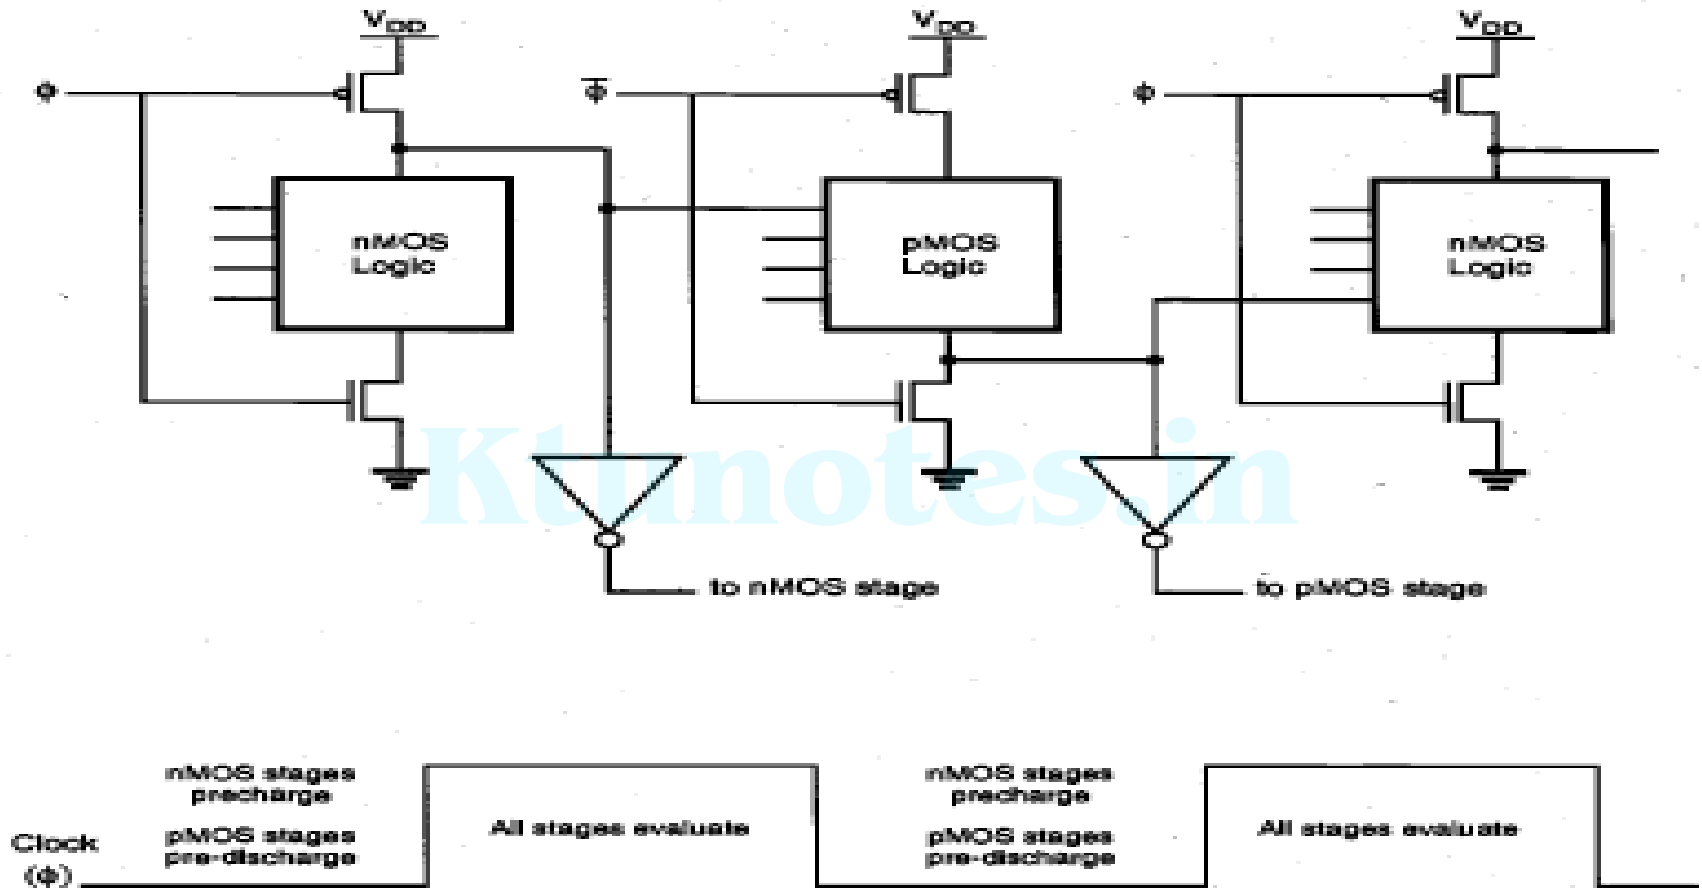 VDD
VDD
VDD
ϕ
ϕ̅
ϕ
nMOS
Logic
pMOS
Logic
nMOS
Logic
Ktunotes.in
to nMOS stage
to pMOS stage
nMOS stages
precharge
pMOS stages
pre-discharge
All stages evaluate
nMOS stages
precharge
pMOS stages
pre-discharge
All stages evaluate
Clock
(ϕ)